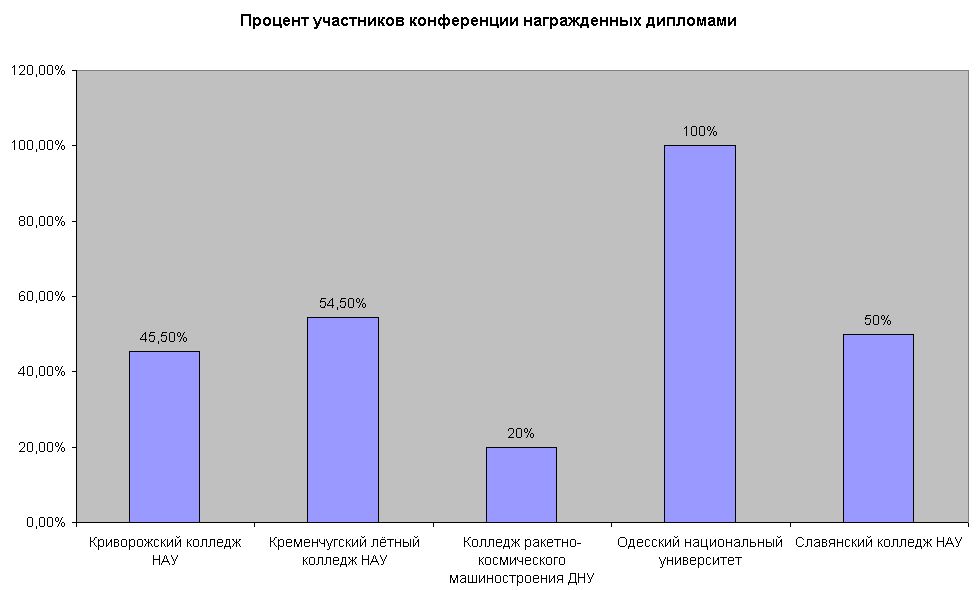 Процент участников конференции награжденных дипломами
120,00%
100,00%
80,00%
60,00%
40,00%
20,00%
0,00%
45,50%
54,50%
20%
100%
50%
Криворожский колледж
НАУ
Кременчугский лётный
колледж НАУ
Колледж ракетно-
космического
машиностроения ДНУ
Одесский национальный
университет
Славянский колледж НАУ